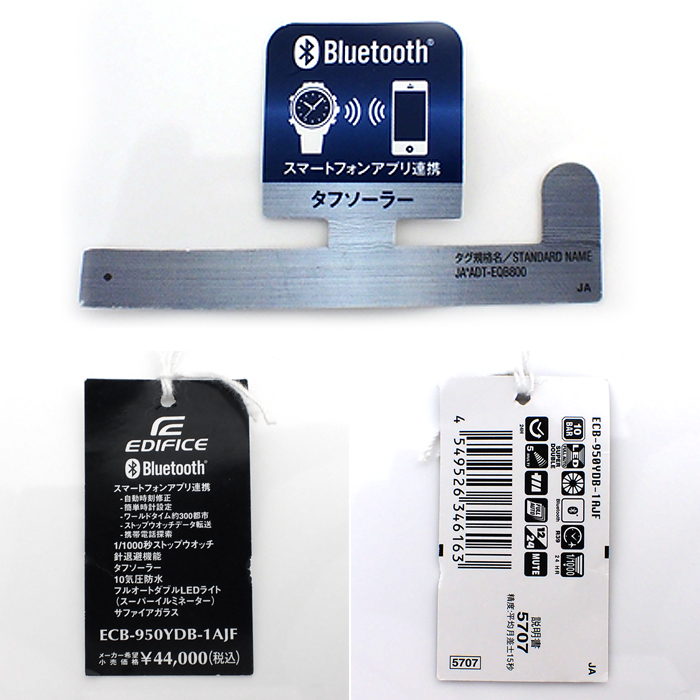 Bluetooth®
スマートフォンアプリ連携
タフソーラー
タグ規格名／STANDARD NAME
JA*ADT-EQB800
JA
EDIFICE
Bluetooth®
スマートフォンアプリ連携
- 自動時刻修正
- 簡単時計設定
- ワールドタイム約300都市
- ストップウオッチデータ転送
- 携帯電話探索
1/1000秒ストップウオッチ
針退避機能
タフソーラー
10気圧防水
フルオートダブルLEDライト
(スーパーイルミネーター)
サファイアガラス
ECB-950YDB-1AJF
メーカー希望
小売価格 ¥44,000(税込)
ECB-950YDB-1AJF
10
BAR
LED
SUPER
DOUBLE
Bluetooth
R39
24 HR
1/1000
5
12/24
MUTE
4 549526 346163
説明書
5707
精度:平均月差±15秒
5707
JA